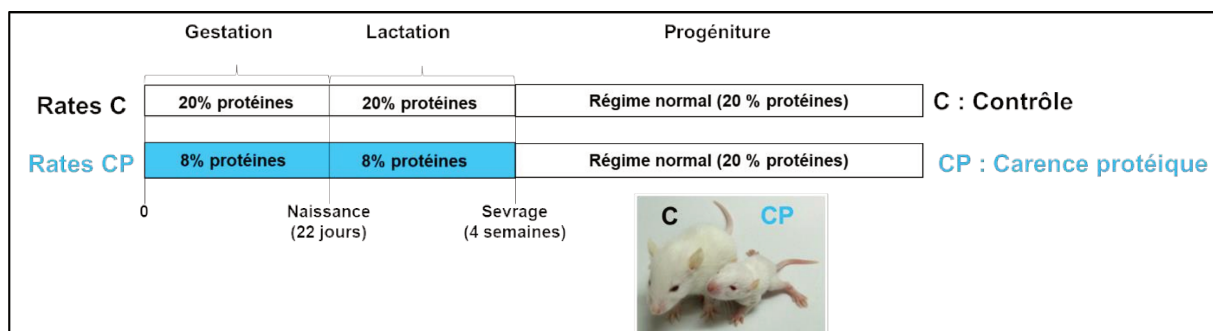 Gestation Lactation Progéniture
Rates C 20% protéines 20% protéines Régime normal (20 % protéines) C : Contrôle
Rates CP 8% protéines 8% protéines Régime normal (20 % protéines) CP : Carence protéique
0 Naissance Sevrage
(22 jours) (4 semaines)
C CP